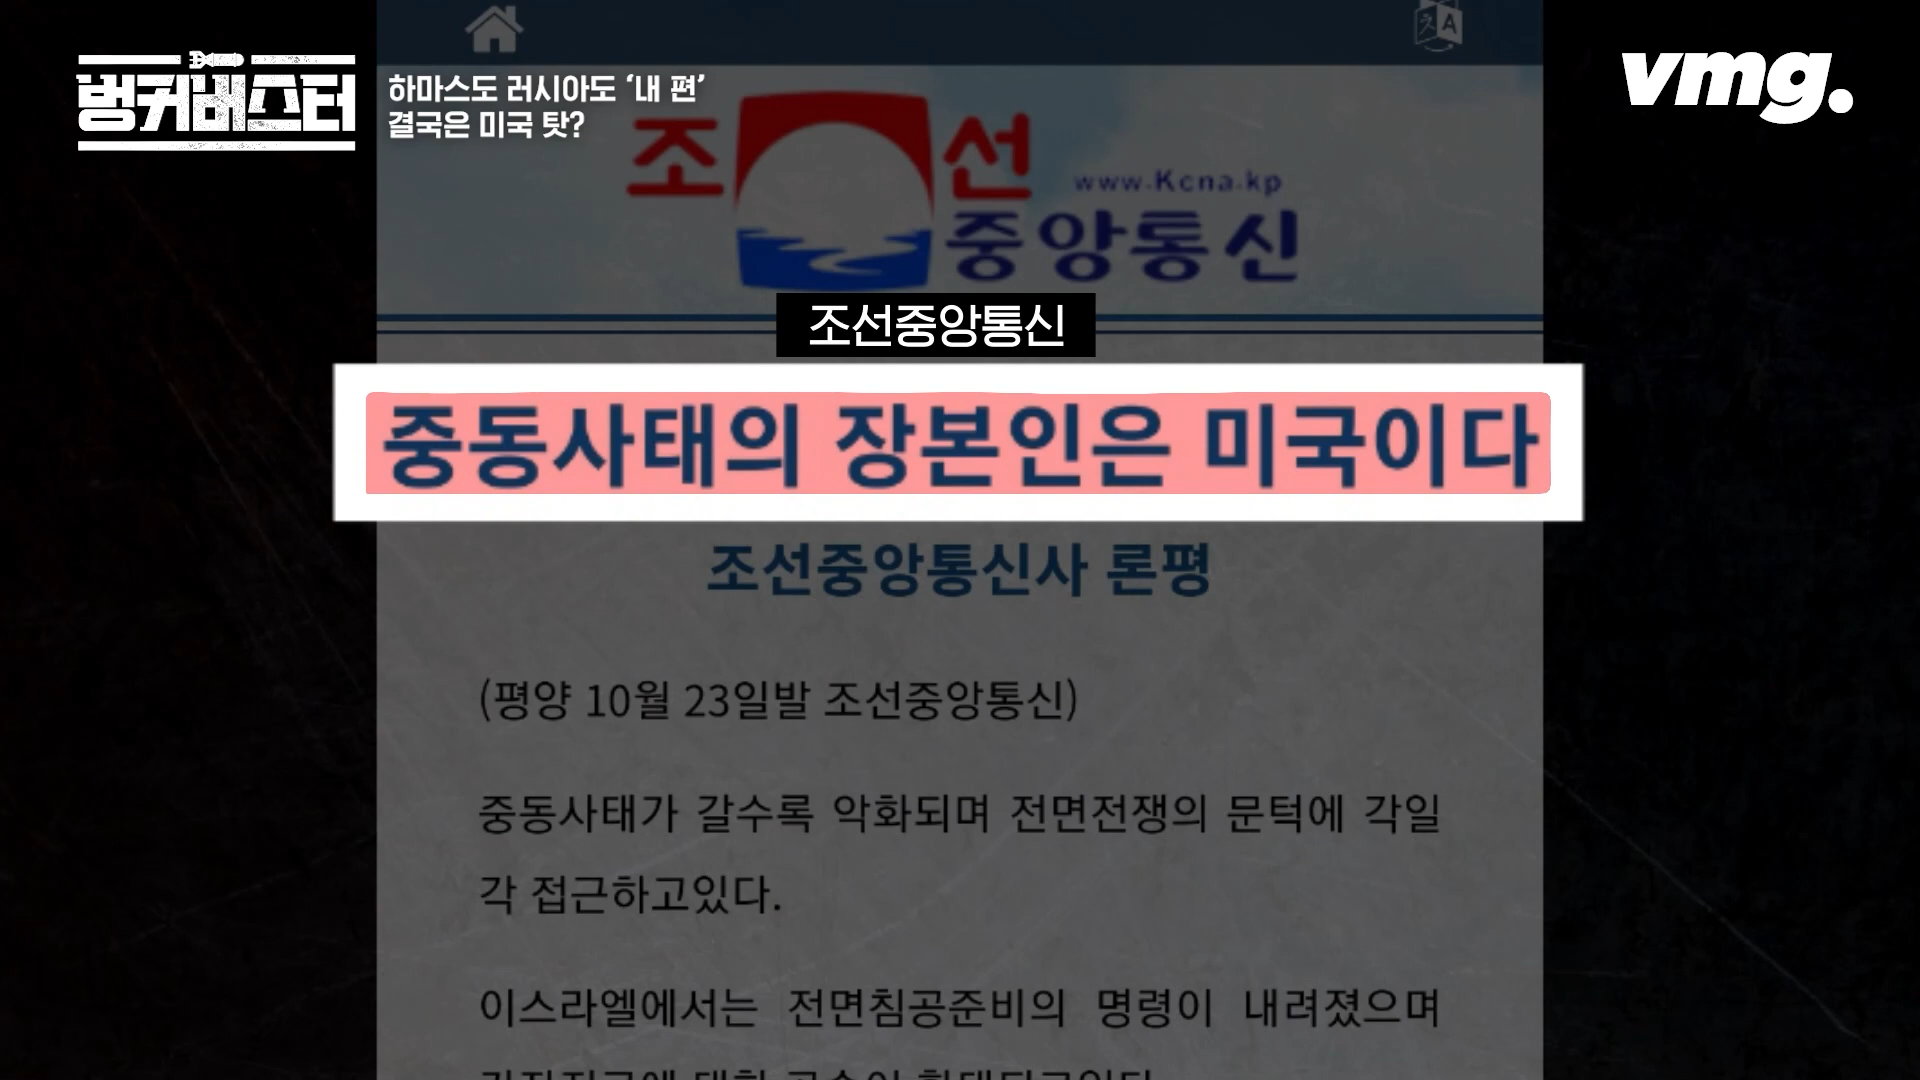 벙커버스터
하마스도 러시아도 ‘내 편’
결국은 미국 탓?
vmg.
조선
www.Kcna.kp
중앙통신
조선중앙통신
중동사태의 장본인은 미국이다
조선중앙통신사 론평
(평양 10월 23일발 조선중앙통신)
중동사태가 갈수록 악화되며 전면전쟁의 문턱에 각일
각 접근하고있다.
이스라엘에서는 전면침공준비의 명령이 내려졌으며